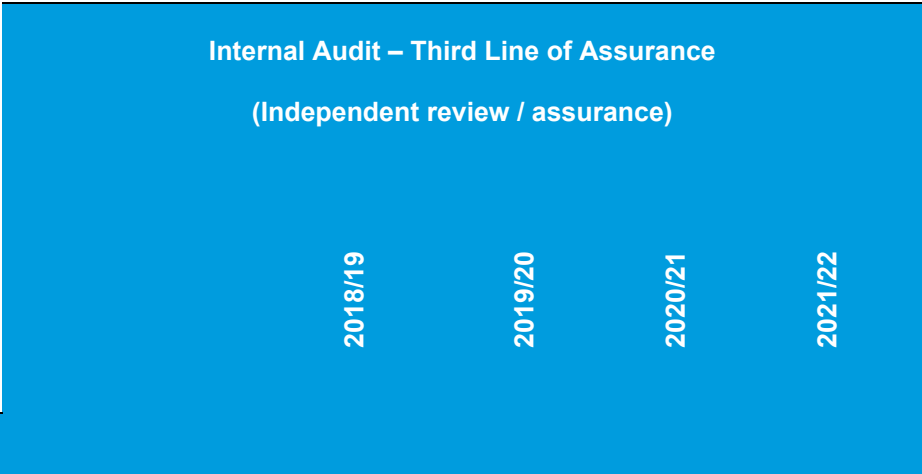 Internal Audit – Third Line of Assurance
(Independent review / assurance)
2018/19
2019/20
2020/21
2021/22